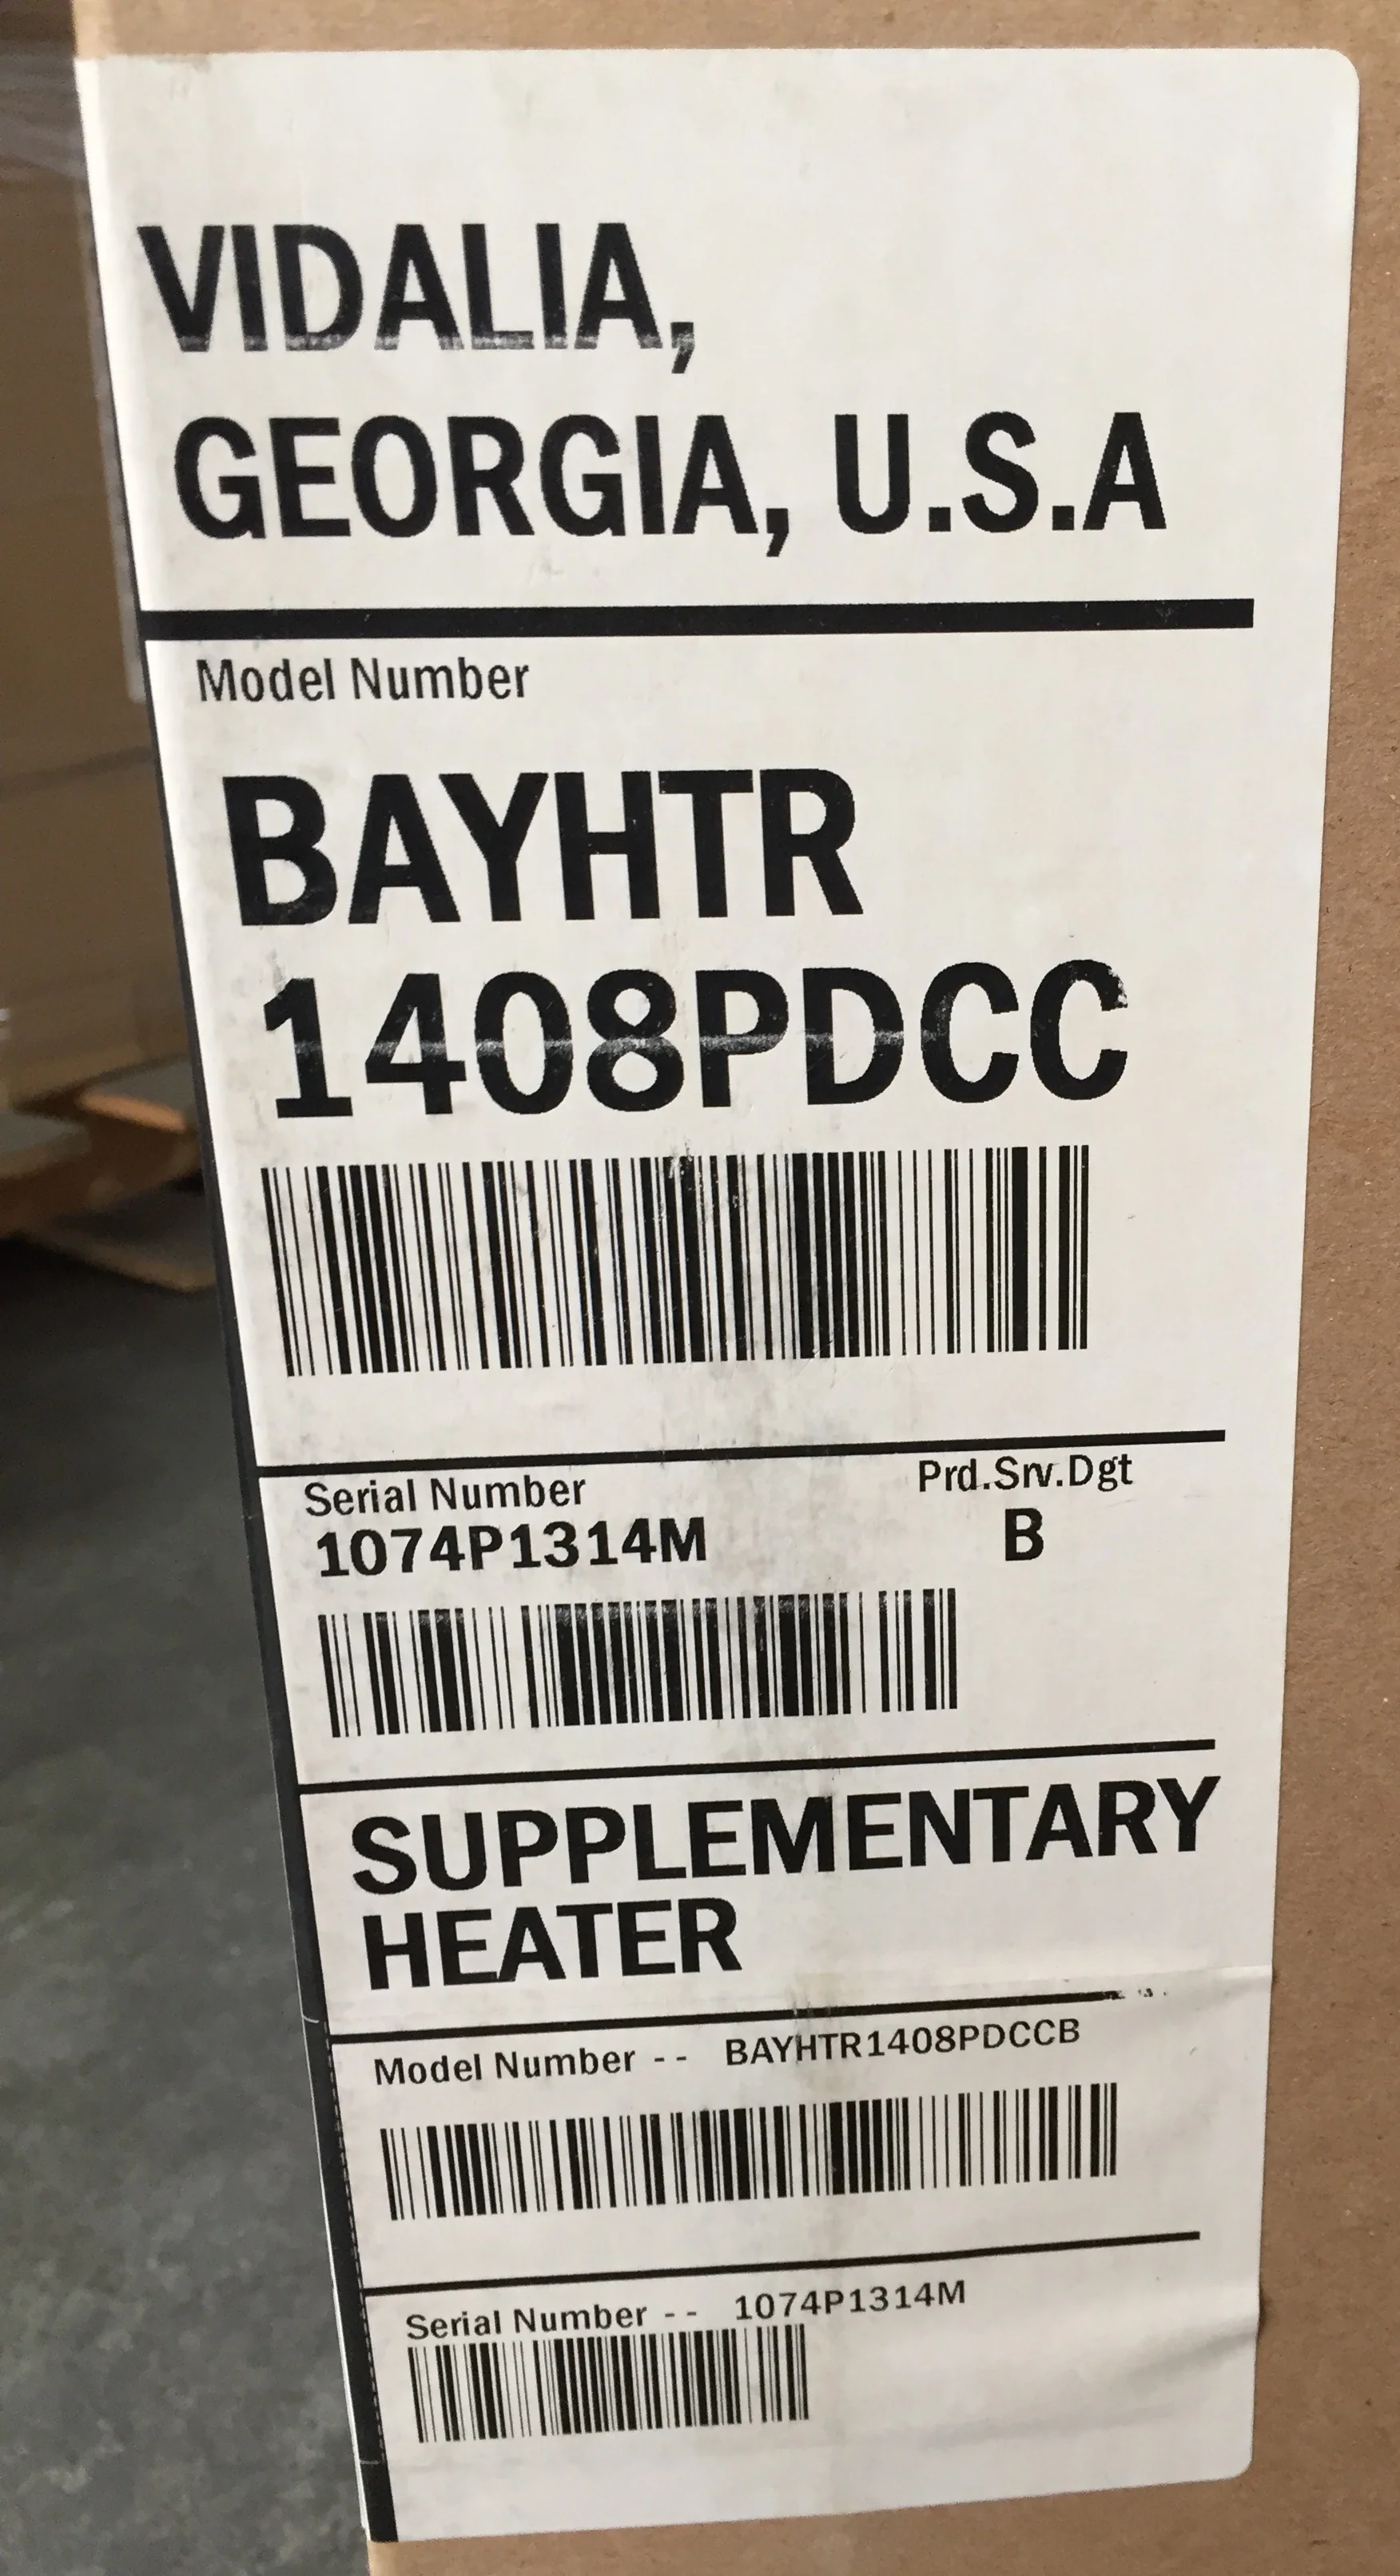 VIDALIA,
GEORGIA, U.S.A
Model Number
BAYHTR
1408PDCC
Serial Number Prd.Srv.Dgt
1074P1314M B
SUPPLEMENTARY
HEATER
Model Number -- BAYHTR1408PDCCB
Serial Number -- 1074P1314M